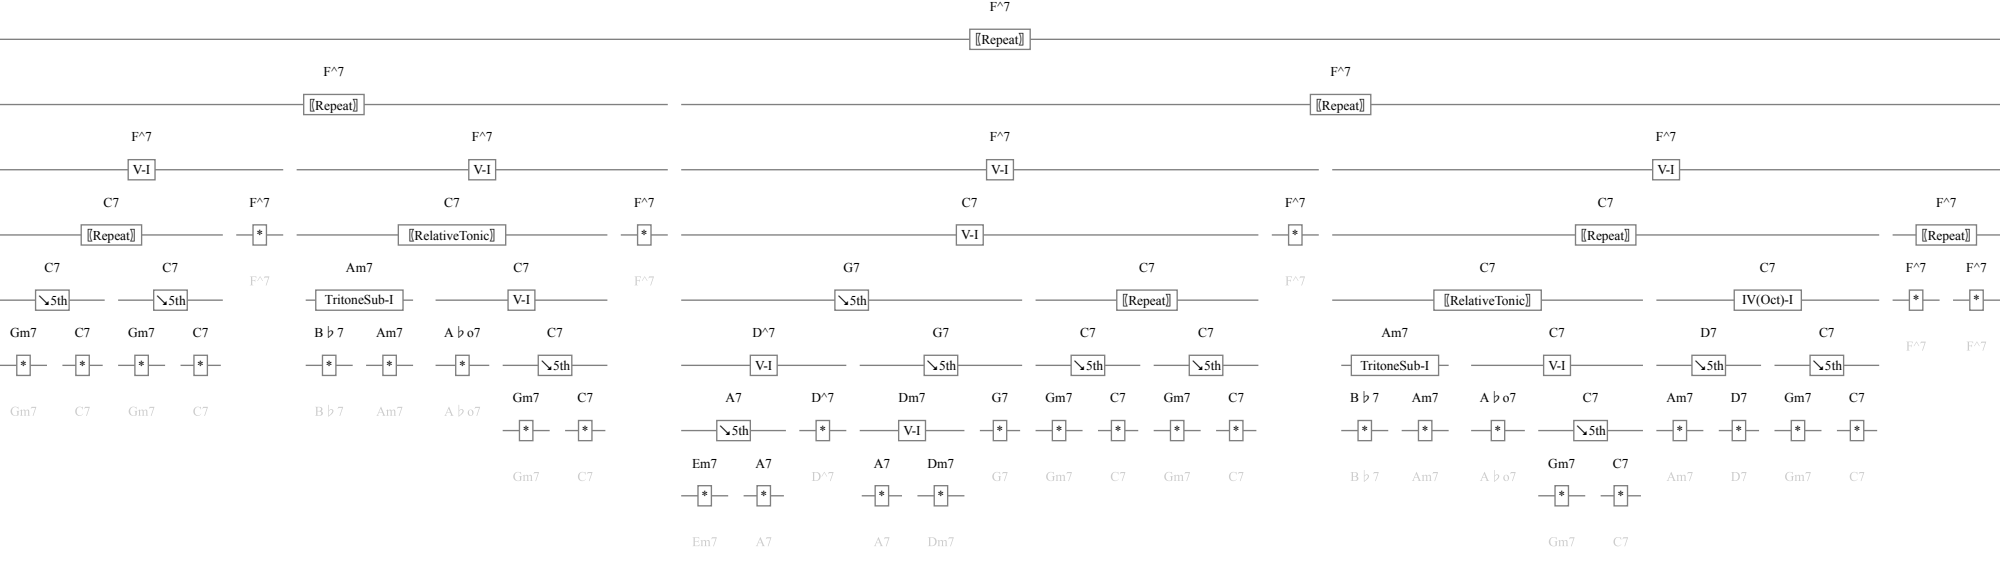 F^7
〚Repeat〛
F^7 F^7
〚Repeat〛 〚Repeat〛
F^7 F^7 F^7 F^7
V-I V-I V-I V-I
C7 F^7 C7 F^7 C7 F^7 C7 F^7
〚Repeat〛 * 〚RelativeTonic〛 * V-I * 〚Repeat〛 〚Repeat〛
C7 C7 F^7 Am7 C7 F^7 G7 C7 F^7 C7 C7 F^7 F^7
↘5th ↘5th TritoneSub-I V-I ↘5th 〚Repeat〛 〚RelativeTonic〛 IV(Oct)-I * *
Gm7 C7 Gm7 C7 B♭7 Am7 A♭o7 C7 D^7 G7 C7 C7 Am7 C7 D7 C7 F^7 F^7
* * * * * * * ↘5th V-I ↘5th ↘5th ↘5th TritoneSub-I V-I ↘5th ↘5th
Gm7 C7 Gm7 C7 B♭7 Am7 A♭o7 Gm7 C7 A7 D^7 Dm7 G7 Gm7 C7 Gm7 C7 B♭7 Am7 A♭o7 C7 Am7 D7 Gm7 C7
* * ↘5th * V-I * * * * * * * * ↘5th * * * *
Gm7 C7 Em7 A7 D^7 A7 Dm7 G7 Gm7 C7 Gm7 C7 B♭7 Am7 A♭o7 Gm7 C7 Am7 D7 Gm7 C7
* * * * * *
Em7 A7 A7 Dm7 Gm7 C7